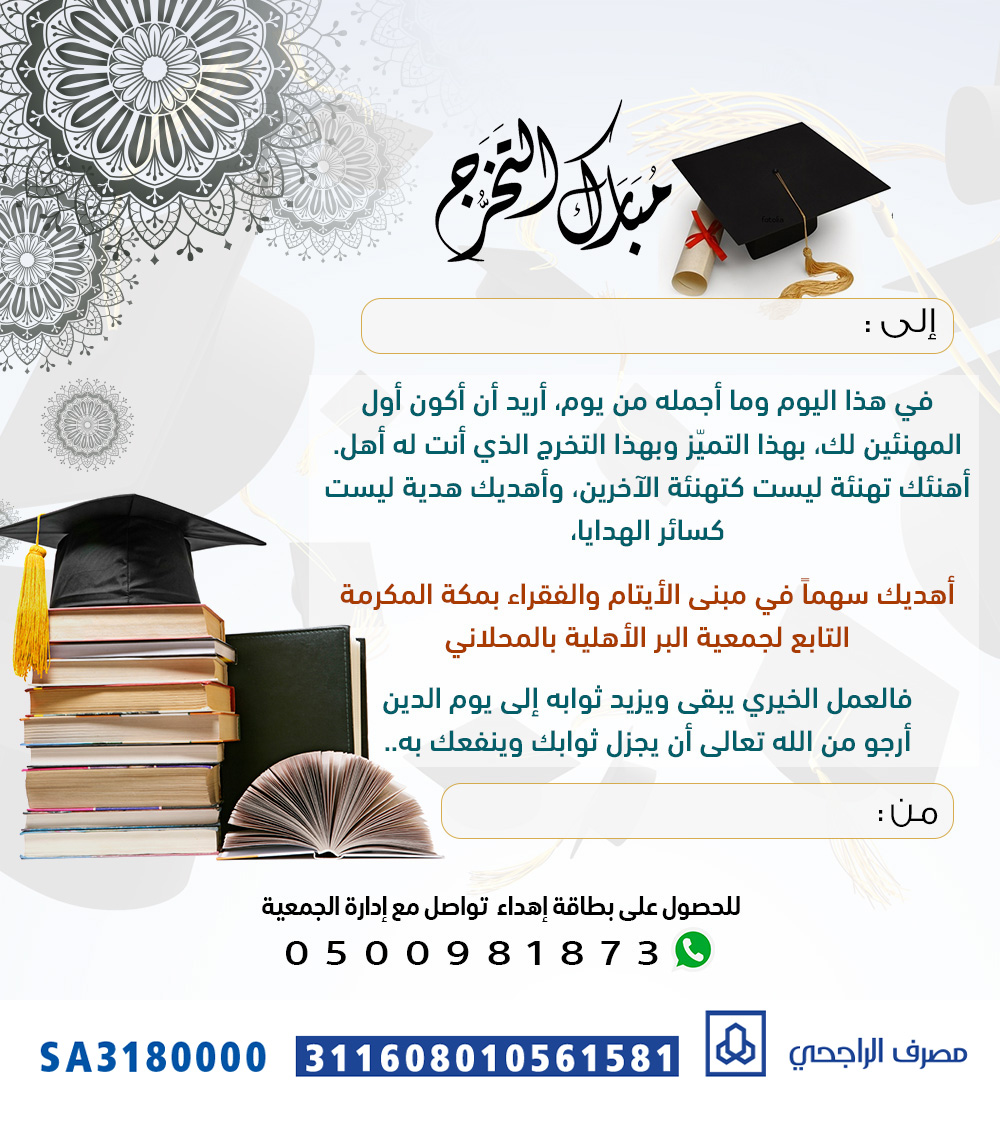 مُبَارَك التَخَرُّج
إلى :
في هذا اليوم وما أجمله من يوم، أريد أن أكون أول
المهنئين لك، بهذا التميّز وبهذا التخرج الذي أنت له أهل.
أهنئك تهنئة ليست كتهنئة الآخرين، وأهديك هدية ليست
كسائر الهدايا،
أهديك سهماً في مبنى الأيتام والفقراء بمكة المكرمة
التابع لجمعية البر الأهلية بالمحلاني
فالعمل الخيري يبقى ويزيد ثوابه إلى يوم الدين
أرجو من الله تعالى أن يجزل ثوابك وينفعك به..
من :
للحصول على بطاقة إهداء تواصل مع إدارة الجمعية
0500981873
SA3180000 311608010561581 مصرف الراجحي